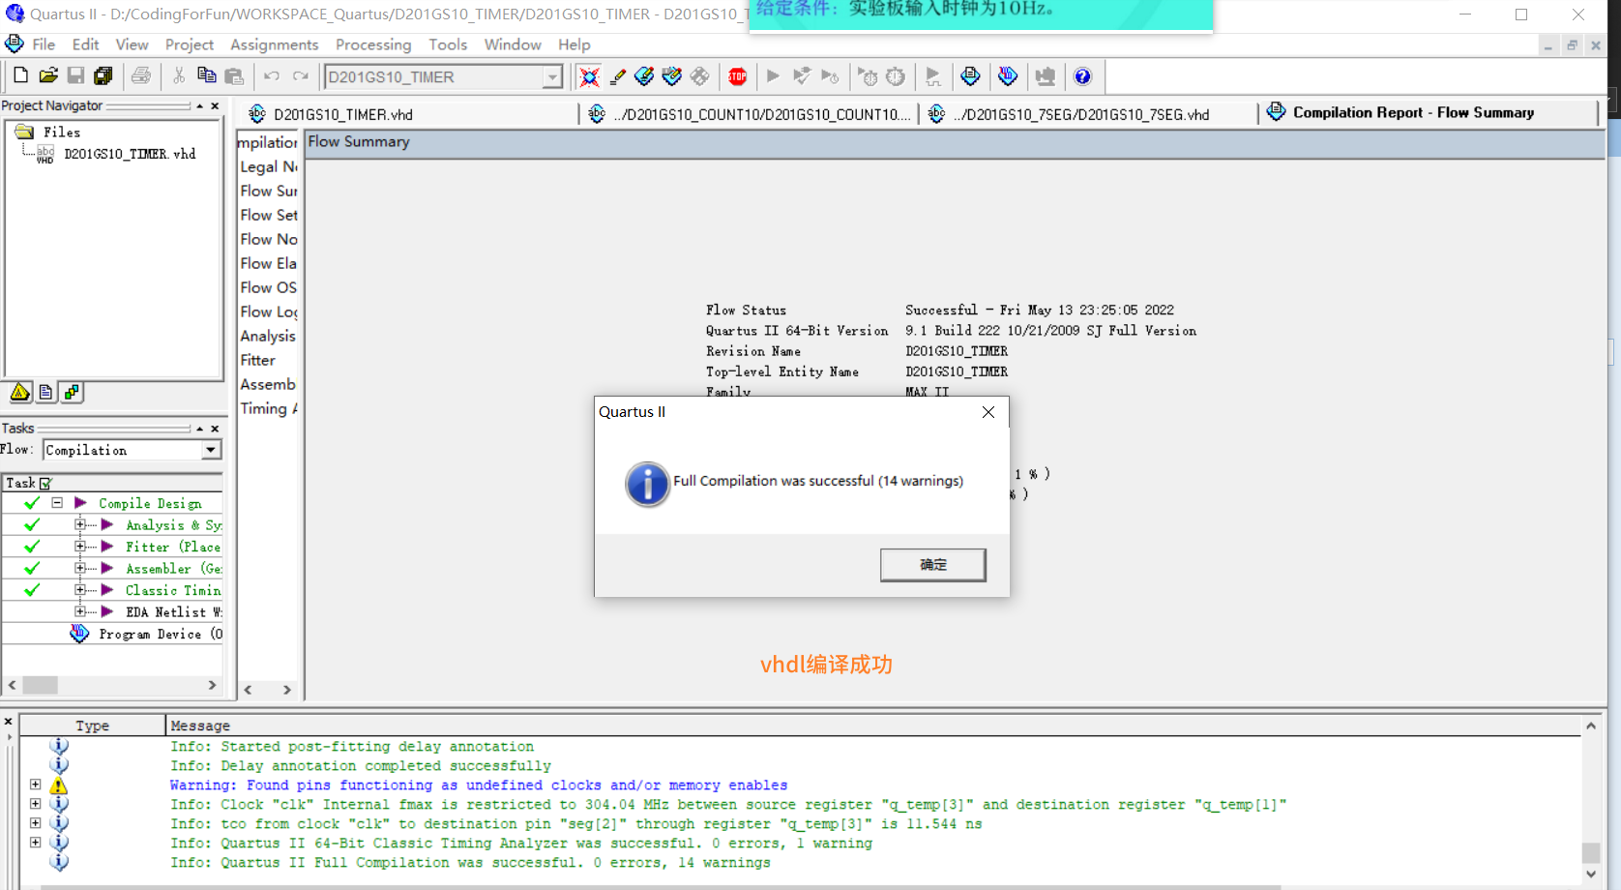 Quartus II - D:/CodingForFun/WORKSPACE_Quartus/D201GS10_TIMER/D201GS10_TIMER - D201GS10_T
给定条件：实验板输入时钟为10Hz。
File Edit View Project Assignments Processing Tools Window Help
D201GS10_TIMER
STOP
Project Navigator
Files
D201GS10_TIMER.vhd
D201GS10_TIMER.vhd
../D201GS10_COUNT10/D201GS10_COUNT10....
../D201GS10_7SEG/D201GS10_7SEG.vhd
Compilation Report - Flow Summary
mpilation
Legal No
Flow Sur
Flow Set
Flow No
Flow Ela
Flow OS
Flow Log
Analysis
Fitter
Assemb
Timing A
Flow Summary
Flow Status Successful - Fri May 13 23:25:05 2022
Quartus II 64-Bit Version 9.1 Build 222 10/21/2009 SJ Full Version
Revision Name D201GS10_TIMER
Top-level Entity Name D201GS10_TIMER
Family MAX II
1 % )
% )
Quartus II
Full Compilation was successful (14 warnings)
确定
vhdl编译成功
Tasks
Flow: Compilation
Task
Compile Design
Analysis & Sy
Fitter (Place
Assembler (Ge
Classic Timin
EDA Netlist W
Program Device (O
Type Message
Info: Started post-fitting delay annotation
Info: Delay annotation completed successfully
Warning: Found pins functioning as undefined clocks and/or memory enables
Info: Clock "clk" Internal fmax is restricted to 304.04 MHz between source register "q_temp[3]" and destination register "q_temp[1]"
Info: tco from clock "clk" to destination pin "seg[2]" through register "q_temp[3]" is 11.544 ns
Info: Quartus II 64-Bit Classic Timing Analyzer was successful. 0 errors, 1 warning
Info: Quartus II Full Compilation was successful. 0 errors, 14 warnings